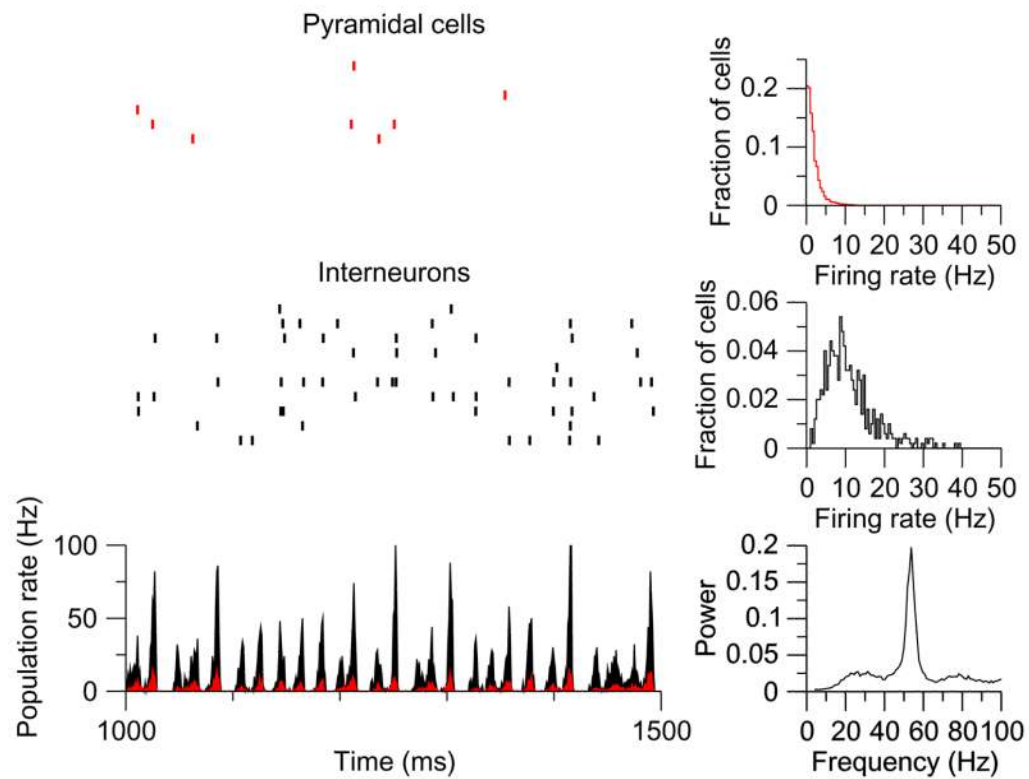 Pyramidal cells
Interneurons
Population rate (Hz)
100
50
0
1000
1500
Time (ms)
Fraction of cells
0.2
0.1
0
0 10 20 30 40 50
Firing rate (Hz)
Fraction of cells
0.06
0.04
0.02
0
0 10 20 30 40 50
Firing rate (Hz)
Power
0.2
0.15
0.1
0.05
0
0 20 40 60 80 100
Frequency (Hz)